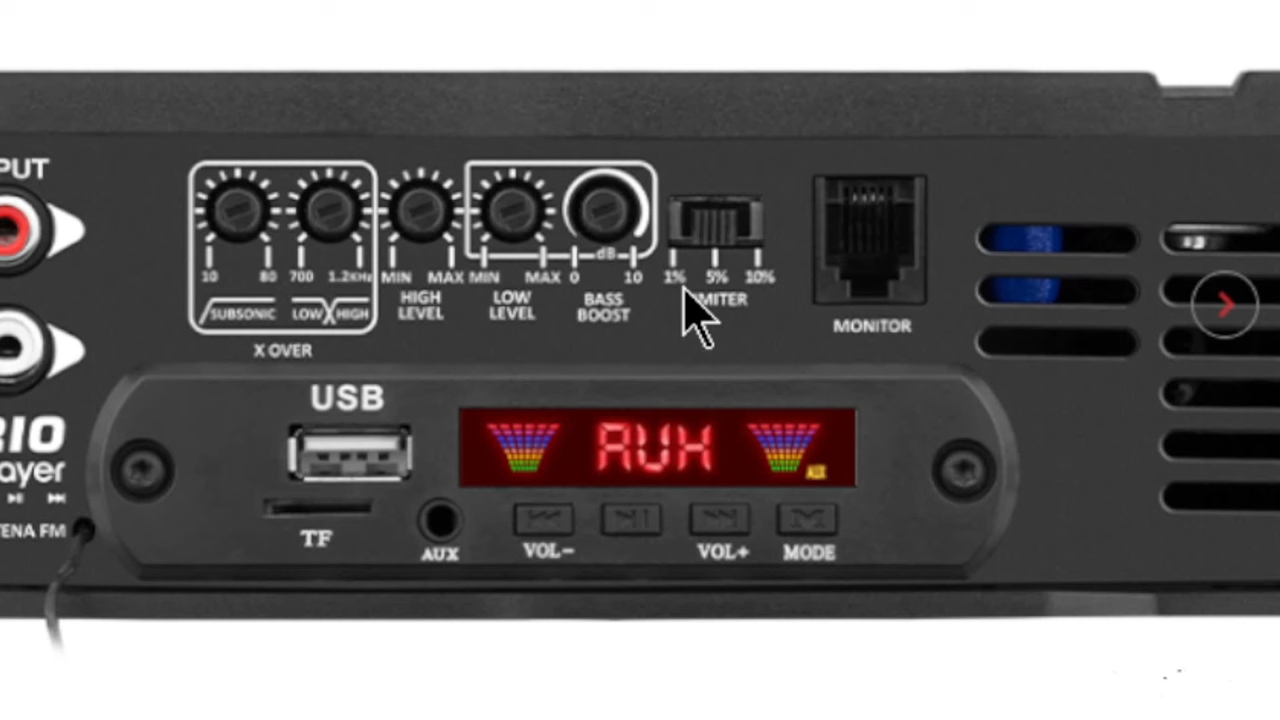 PUT
10 80 700 1.2KHz MIN MAX MIN MAX 0 dB 10 1% 5% 10%
SUBSONIC LOW HIGH
HIGH
LEVEL
LOW
LEVEL
BASS
BOOST
MITER
MONITOR
X OVER
USB
AUX
AUX
RIO
ayer
TENA FM
TF
AUX
VOL-
M
VOL+
MODE